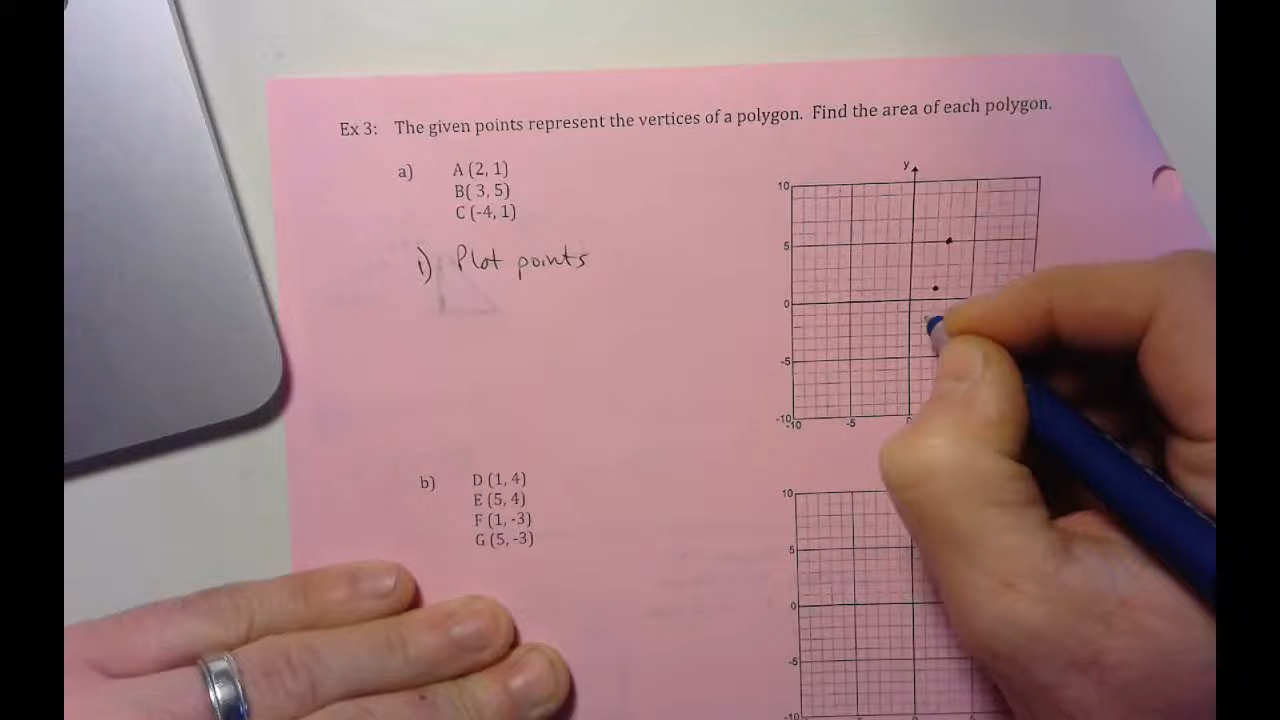 Ex 3: The given points represent the vertices of a polygon. Find the area of each polygon.
a) A (2, 1)
B( 3, 5)
C (-4, 1)
1) Plot points
y
10
5
0
-5
-10
-10 -5 0
b) D (1, 4)
E (5, 4)
F (1, -3)
G (5, -3)
10
5
0
-5
-10